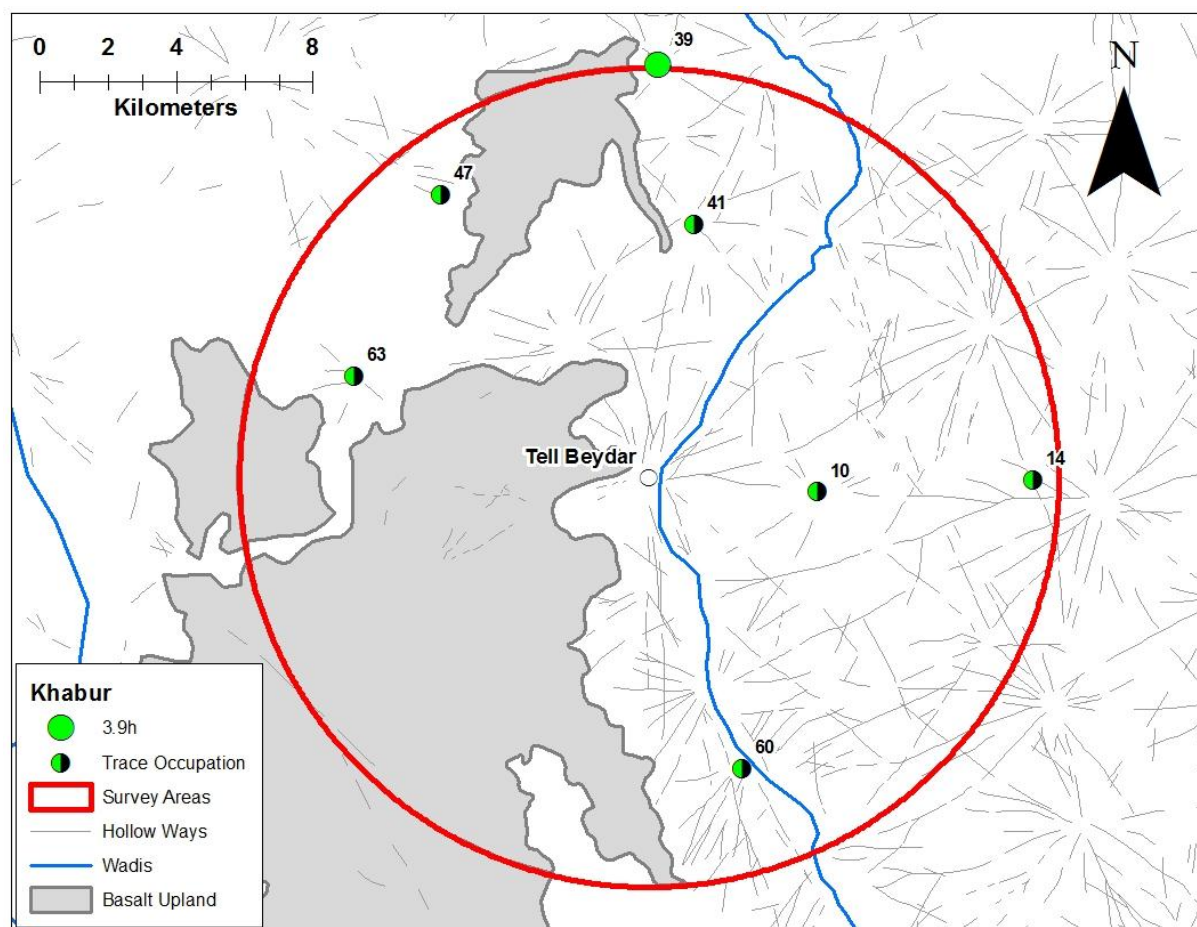 0 2 4 8
Kilometers
39
N
47
41
63
Tell Beydar
10
14
60
Khabur
3.9h
Trace Occupation
Survey Areas
Hollow Ways
Wadis
Basalt Upland